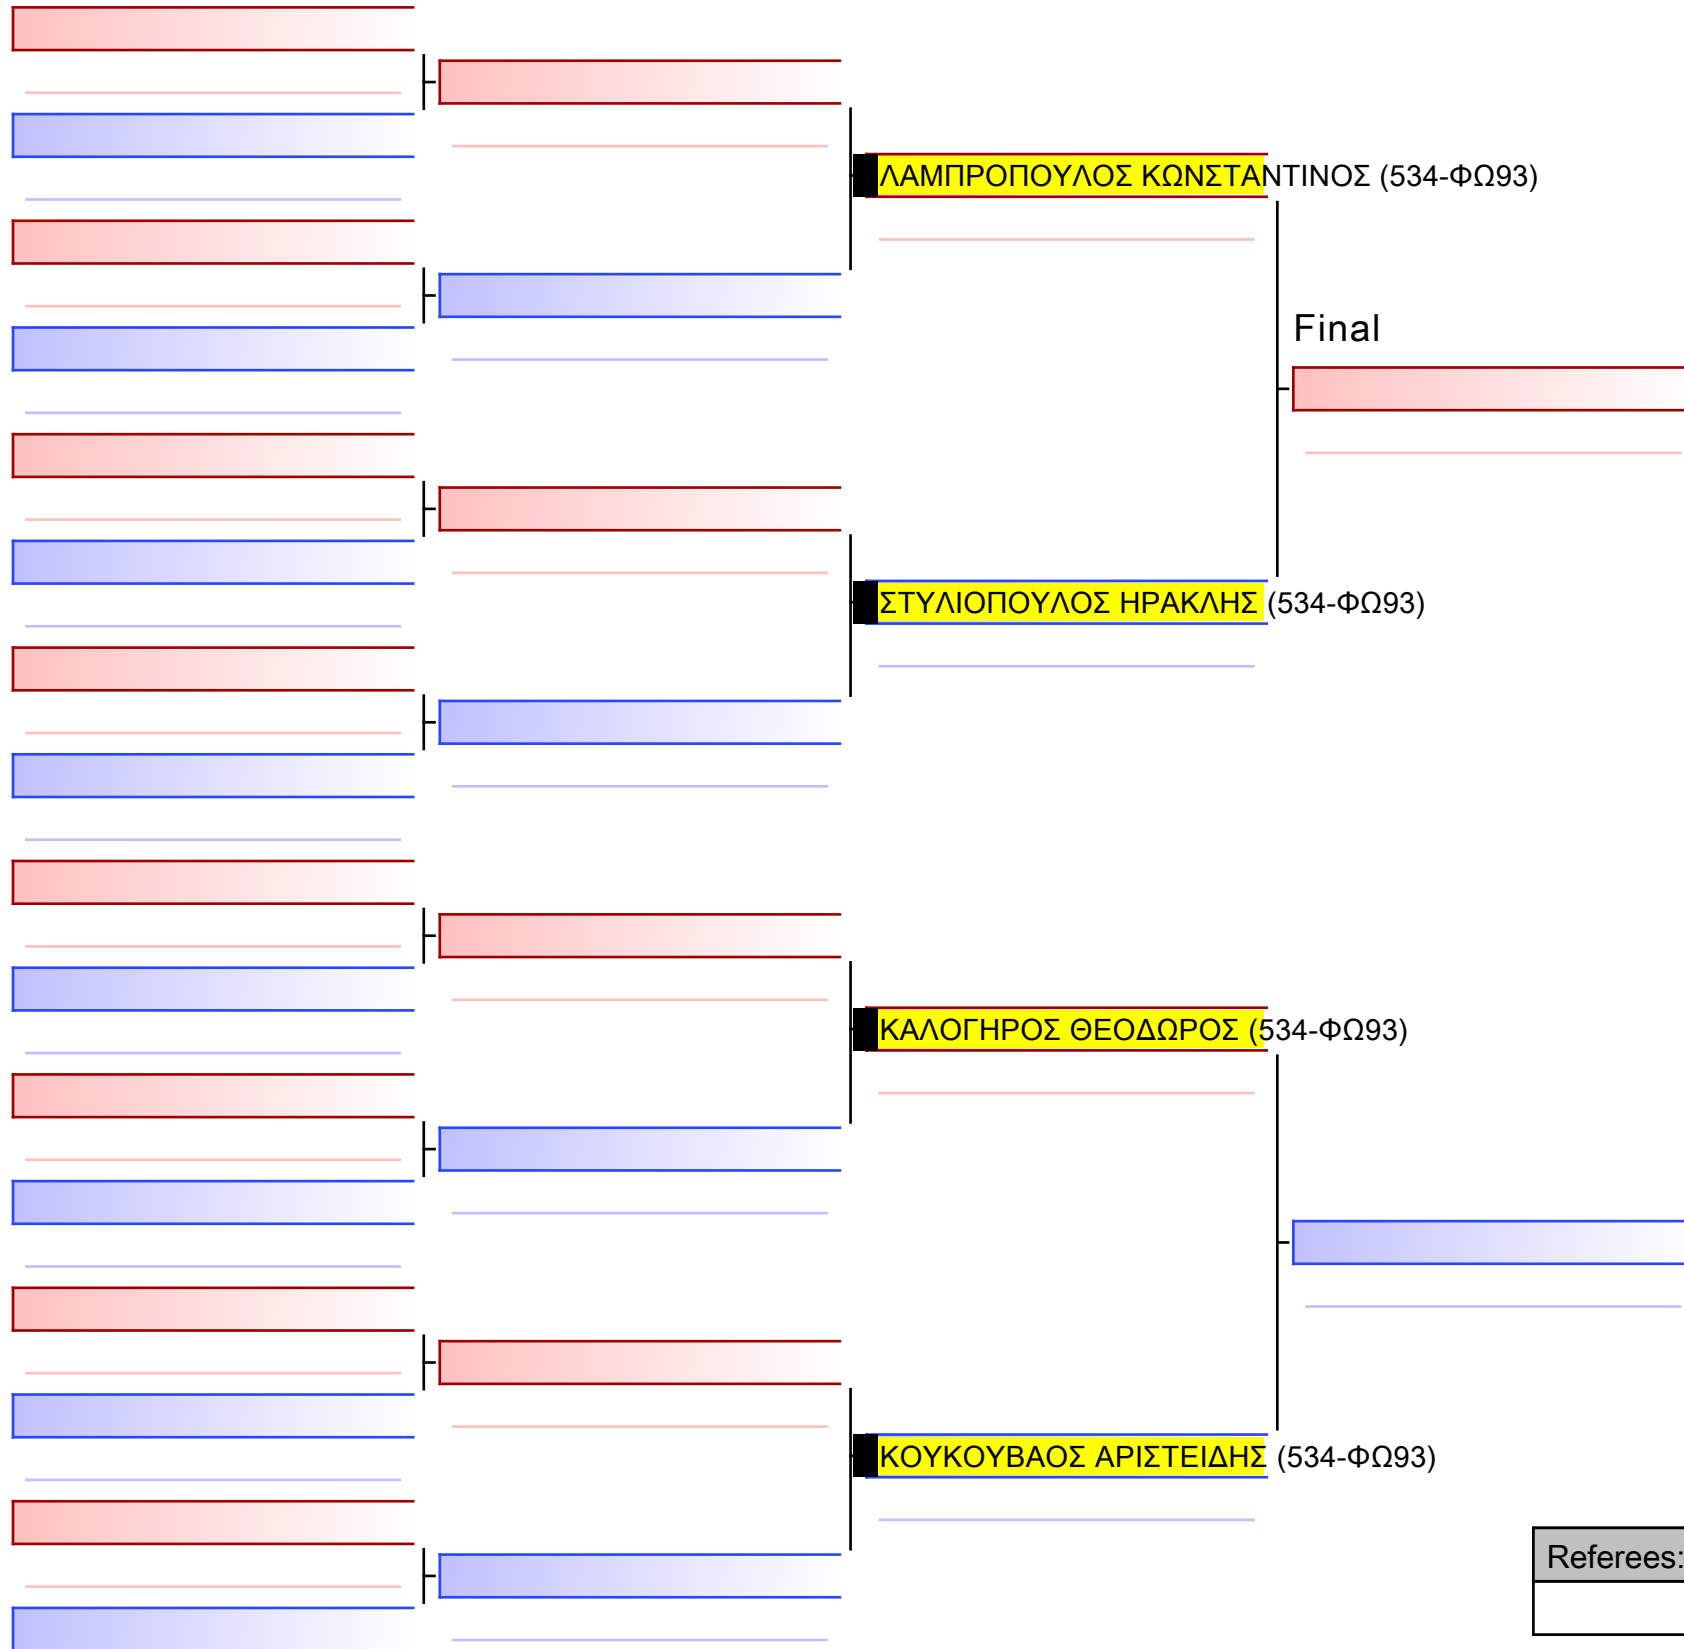 ΛΑΜΠΡΟΠΟΥΛΟΣ ΚΩΝΣΤΑΝΤΙΝΟΣ (534-ΦΩ93)
Final
ΣΤΥΛΙΟΠΟΥΛΟΣ ΗΡΑΚΛΗΣ (534-ΦΩ93)
ΚΑΛΟΓΗΡΟΣ ΘΕΟΔΩΡΟΣ (534-ΦΩ93)
ΚΟΥΚΟΥΒΑΟΣ ΑΡΙΣΤΕΙΔΗΣ (534-ΦΩ93)
Referees: